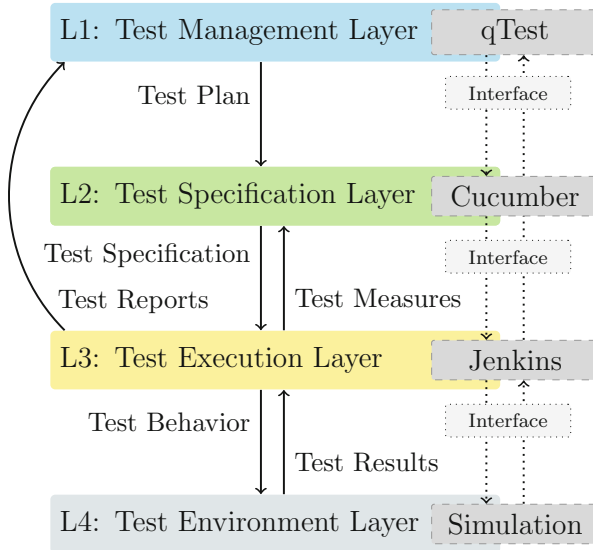 L1: Test Management Layer
qTest
Test Plan
Interface
L2: Test Specification Layer
Cucumber
Test Specification
Interface
Test Reports
Test Measures
L3: Test Execution Layer
Jenkins
Test Behavior
Interface
Test Results
L4: Test Environment Layer
Simulation